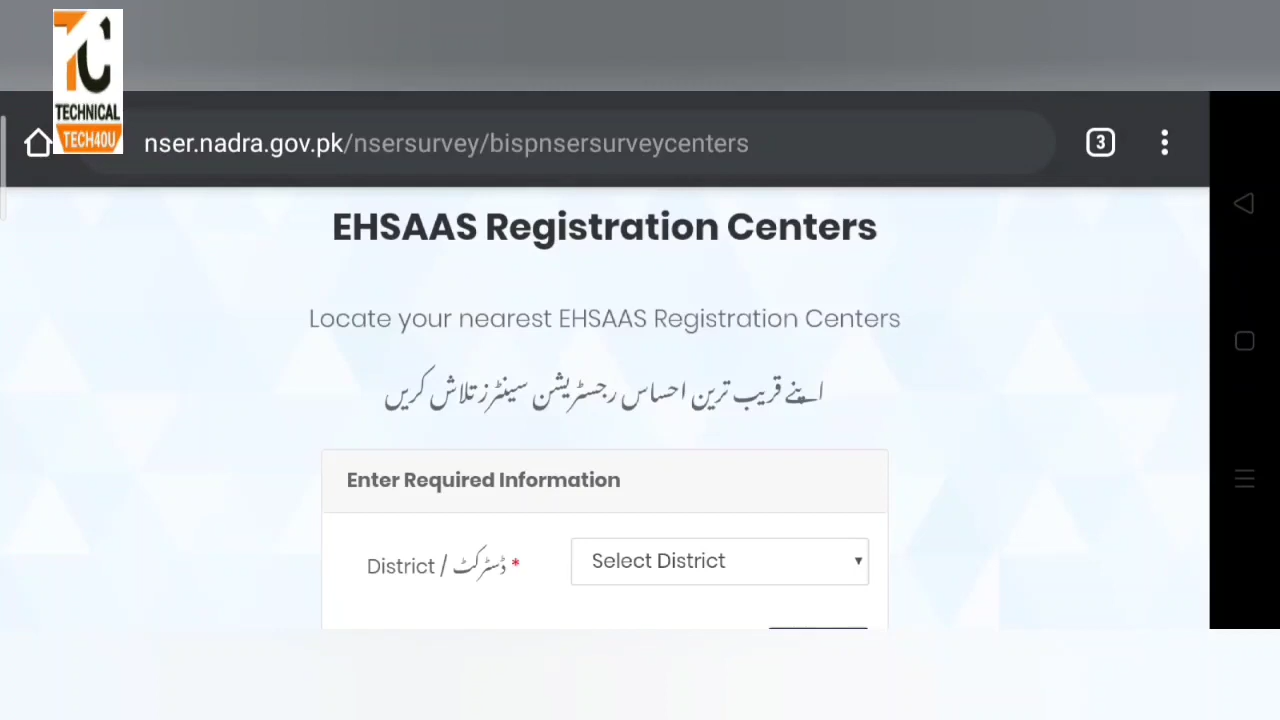 TC
TECHNICAL
TECH40U
nser.nadra.gov.pk/nsersurvey/bispnsersurveycenters
3
EHSAAS Registration Centers
Locate your nearest EHSAAS Registration Centers
اپنے قریب ترین احساس رجسٹریشن سینٹرز تلاش کریں
Enter Required Information
District / ڈسٹرکٹ *
Select District